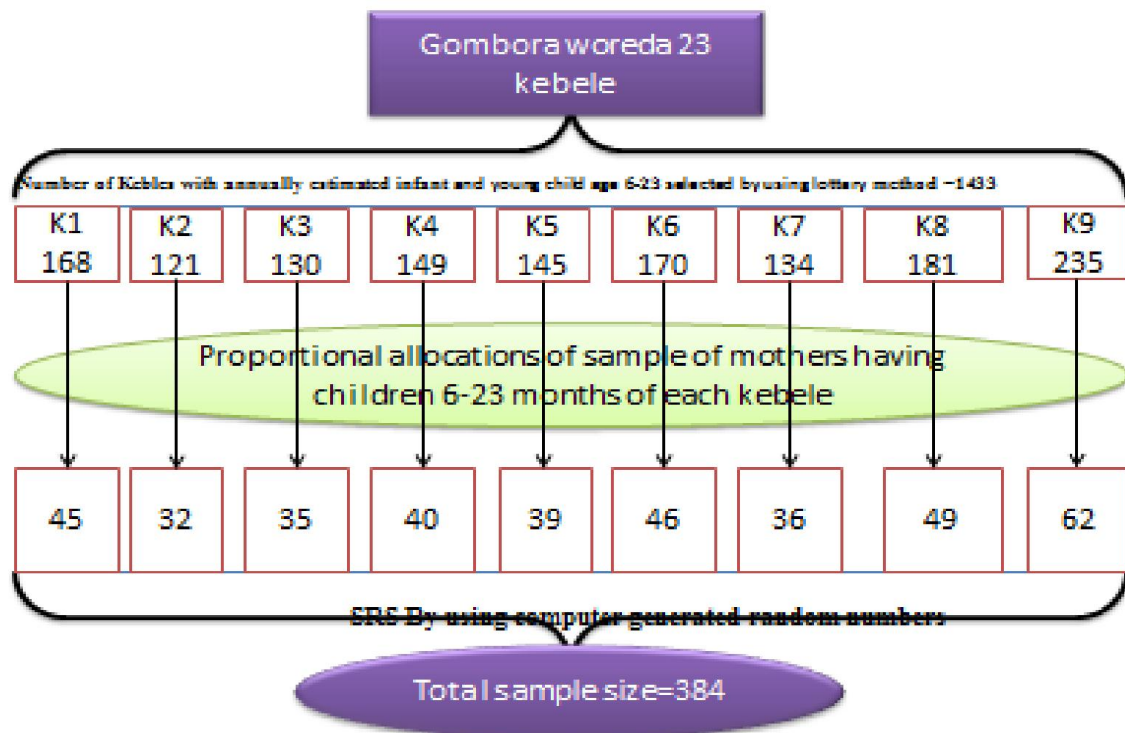 Gombora woreda 23
kebele
Number of Kebles with annually estimated infant and young child age 6-23 selected by using lottery method =1433
K1 K2 K3 K4 K5 K6 K7 K8 K9
168 121 130 149 145 170 134 181 235
Proportional allocations of sample of mothers having
children 6-23 months of each kebele
45 32 35 40 39 46 36 49 62
SRS By using computer generated random numbers
Total sample size=384